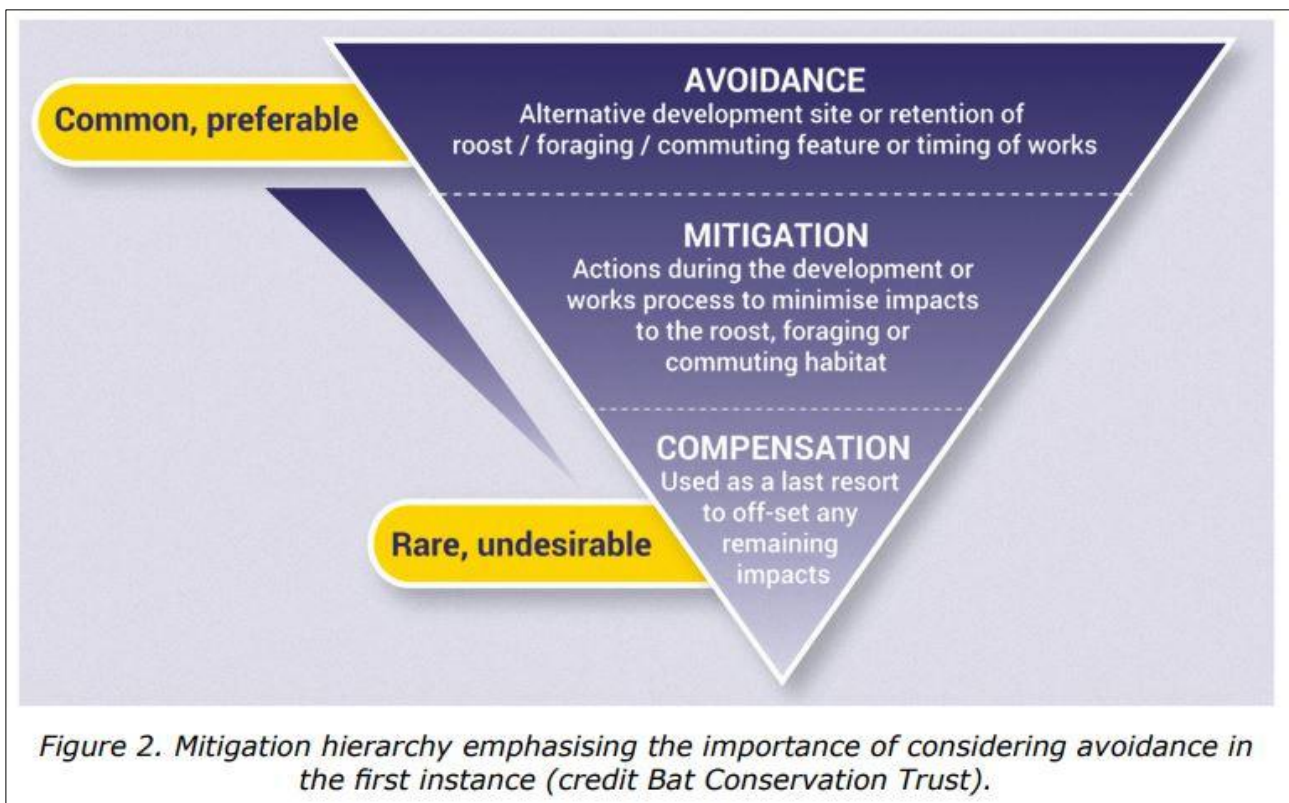 Common, preferable
AVOIDANCE
Alternative development site or retention of
roost / foraging / commuting feature or timing of works
MITIGATION
Actions during the development or
works process to minimise impacts
to the roost, foraging or
commuting habitat
Rare, undesirable
COMPENSATION
Used as a last resort
to off-set any
remaining
impacts
Figure 2. Mitigation hierarchy emphasising the importance of considering avoidance in
the first instance (credit Bat Conservation Trust).